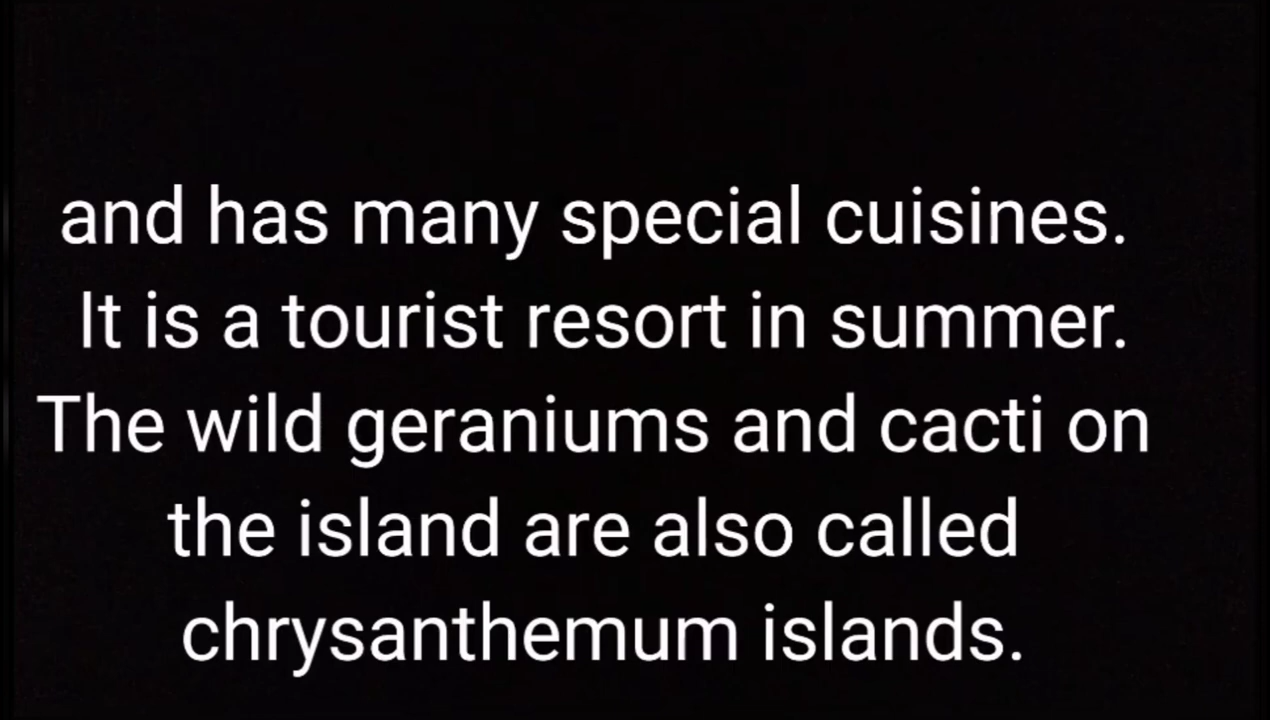 and has many special cuisines.
It is a tourist resort in summer.
The wild geraniums and cacti on
the island are also called
chrysanthemum islands.